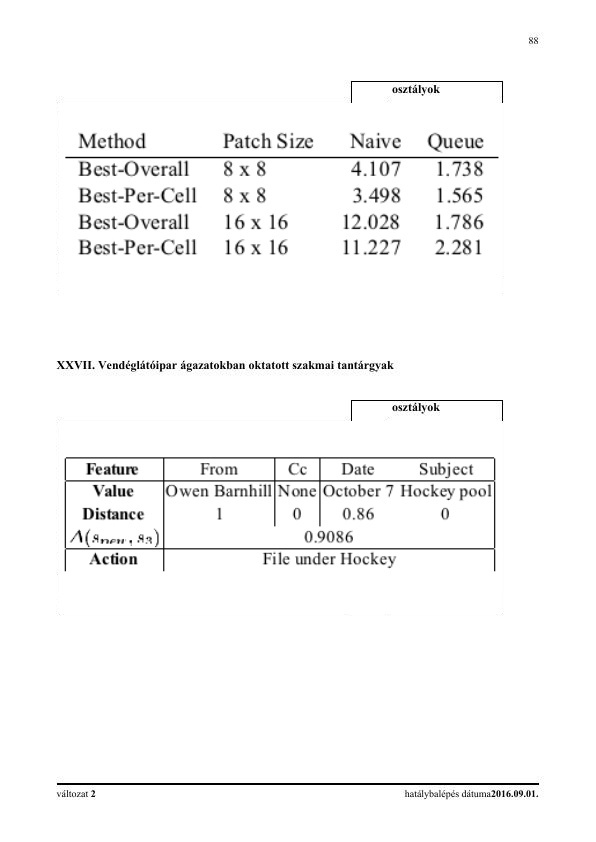 88
osztályok
Method Patch Size Naive Queue
Best-Overall 8 x 8 4.107 1.738
Best-Per-Cell 8 x 8 3.498 1.565
Best-Overall 16 x 16 12.028 1.786
Best-Per-Cell 16 x 16 11.227 2.281
XXVII. Vendéglátóipar ágazatokban oktatott szakmai tantárgyak
osztályok
Feature From Cc Date Subject
Value Owen Barnhill None October 7 Hockey pool
Distance 1 0 0.86 0
Λ(s_new, s_3) 0.9086
Action File under Hockey
változat 2 hatálybalépés dátuma2016.09.01.